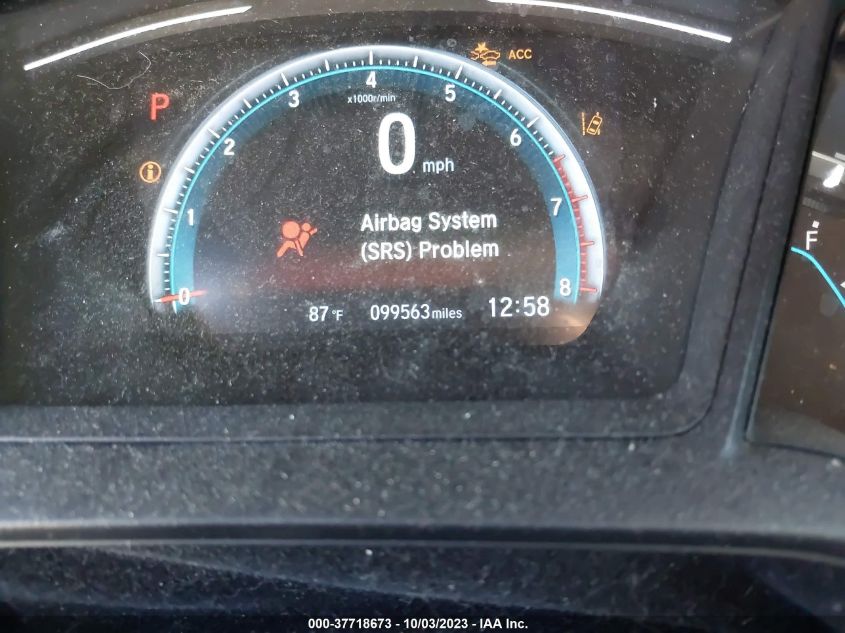 ACC
P
x1000r/min
0 1 2 3 4 5 6 7 8
0 mph
Airbag System
(SRS) Problem
87 °F 099563 miles 12:58
F
000-37718673 - 10/03/2023 - IAA Inc.